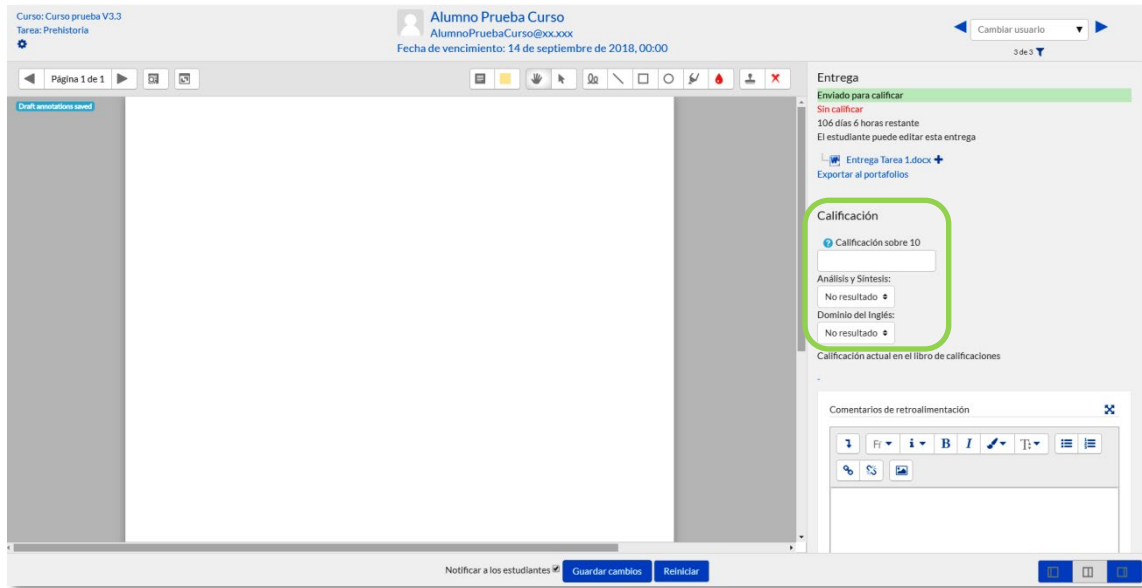 Curso: Curso prueba V3.3
Tarea: Prehistoria
Alumno Prueba Curso
AlumnoPruebaCurso@xx.xxx
Fecha de vencimiento: 14 de septiembre de 2018, 00:00
Cambiar usuario
3 de 3
Página 1 de 1
Draft annotations saved
Entrega
Enviado para calificar
Sin calificar
106 días 6 horas restante
El estudiante puede editar esta entrega
Entrega Tarea 1.docx
Exportar al portafolios
Calificación
Calificación sobre 10
Análisis y Síntesis:
No resultado
Dominio del Inglés:
No resultado
Calificación actual en el libro de calificaciones
-
Comentarios de retroalimentación
Notificar a los estudiantes
Guardar cambios
Reiniciar